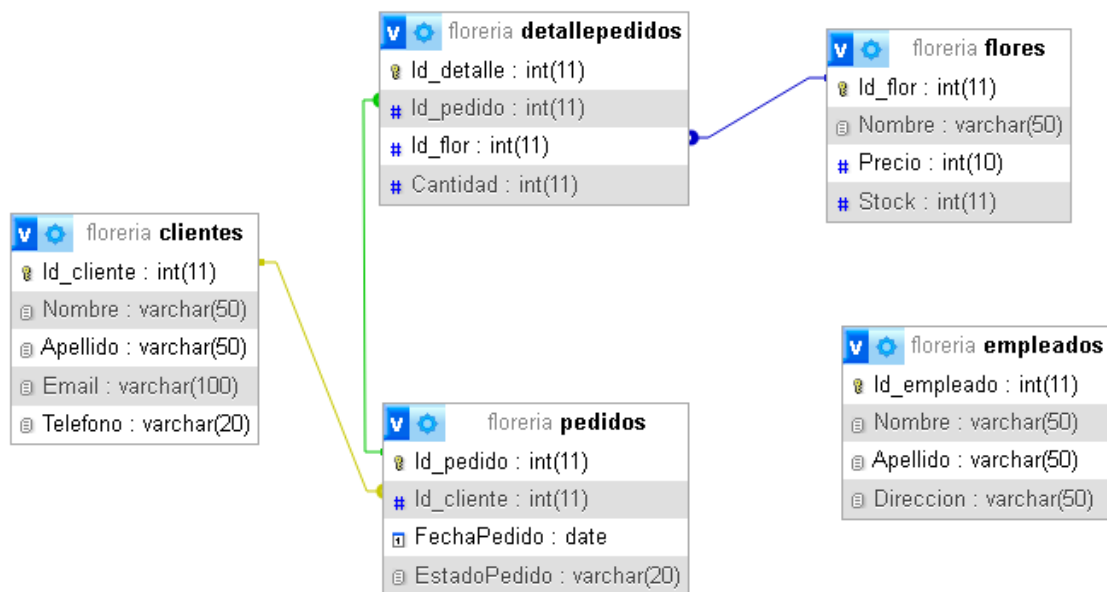 floreria detallepedidos
Id_detalle : int(11)
Id_pedido : int(11)
Id_flor : int(11)
Cantidad : int(11)
floreria flores
Id_flor : int(11)
Nombre : varchar(50)
Precio : int(10)
Stock : int(11)
floreria clientes
Id_cliente : int(11)
Nombre : varchar(50)
Apellido : varchar(50)
Email : varchar(100)
Telefono : varchar(20)
floreria pedidos
Id_pedido : int(11)
Id_cliente : int(11)
FechaPedido : date
EstadoPedido : varchar(20)
floreria empleados
Id_empleado : int(11)
Nombre : varchar(50)
Apellido : varchar(50)
Direccion : varchar(50)